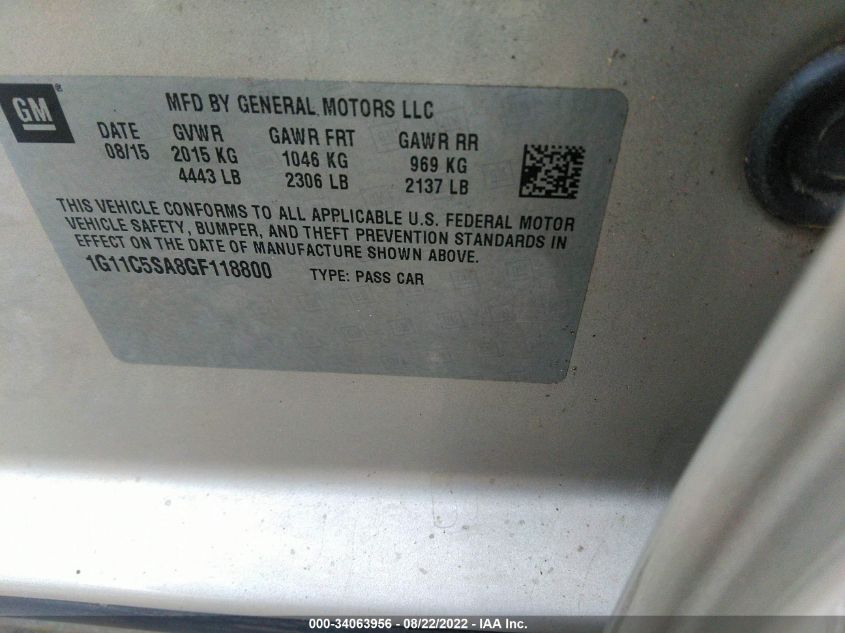 GM®
MFD BY GENERAL MOTORS LLC
DATE GVWR GAWR FRT GAWR RR
08/15 2015 KG 1046 KG 969 KG
4443 LB 2306 LB 2137 LB
THIS VEHICLE CONFORMS TO ALL APPLICABLE U.S. FEDERAL MOTOR
VEHICLE SAFETY, BUMPER, AND THEFT PREVENTION STANDARDS IN
EFFECT ON THE DATE OF MANUFACTURE SHOWN ABOVE.
1G11C5SA8GF118800 TYPE: PASS CAR
000-34063956 - 08/22/2022 - IAA Inc.